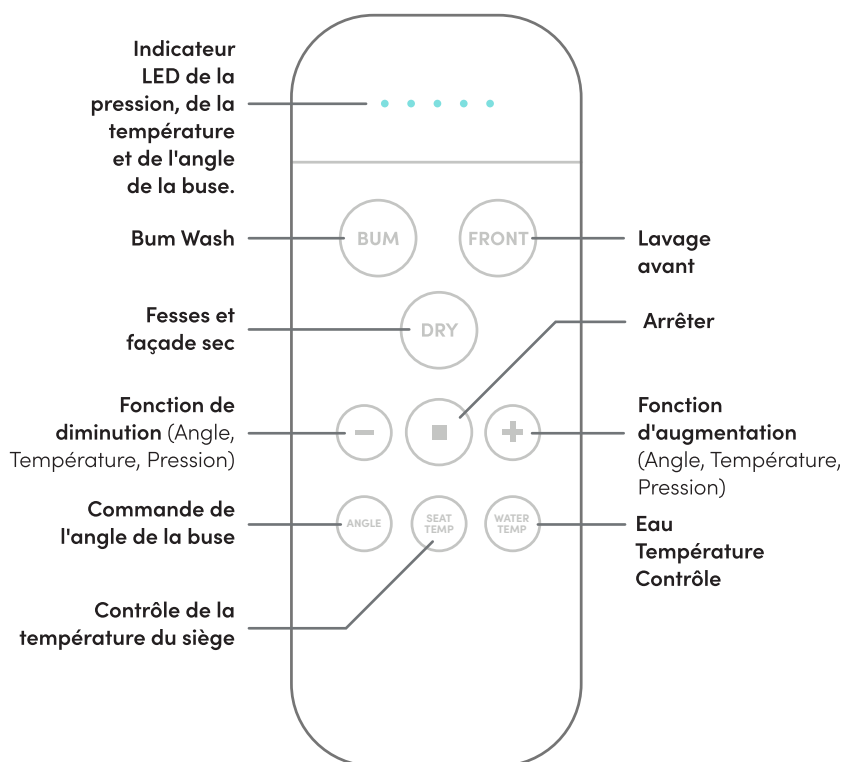 Indicateur
LED de la
pression, de la
température
et de l'angle
de la buse.
BUM
FRONT
Bum Wash
Lavage
avant
Fesses et
façade sec
DRY
Arrêter
Fonction de
diminution (Angle,
Température, Pression)
Fonction
d'augmentation
(Angle, Température,
Pression)
Commande de
l'angle de la buse
ANGLE
SEAT
TEMP
WATER
TEMP
Eau
Température
Contrôle
Contrôle de la
température du siège